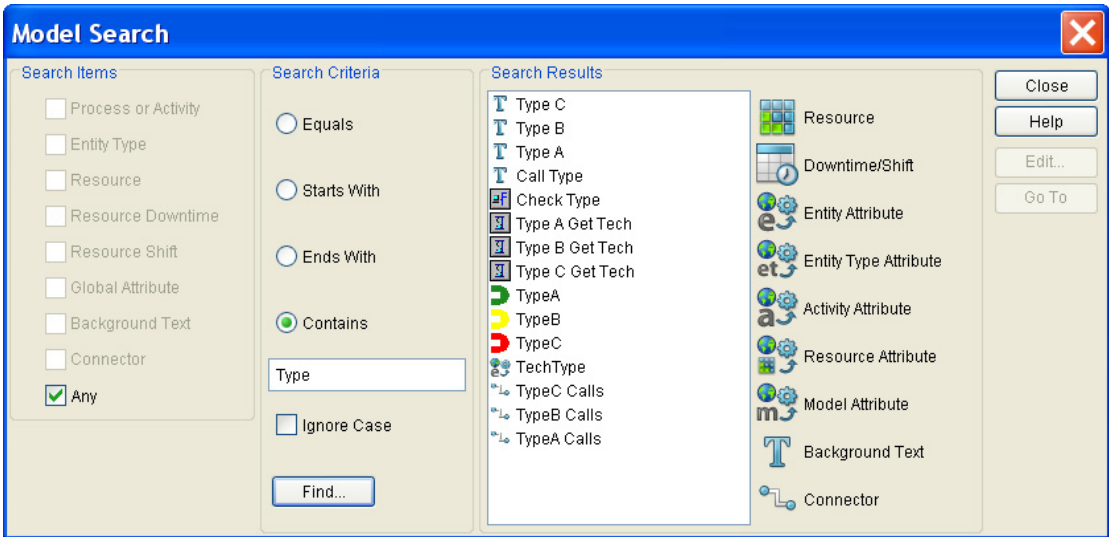 Model Search
Search Items
Process or Activity
Entity Type
Resource
Resource Downtime
Resource Shift
Global Attribute
Background Text
Connector
Any
Search Criteria
Equals
Starts With
Ends With
Contains
Type
Ignore Case
Find...
Search Results
Type C
Type B
Type A
Call Type
Check Type
Type A Get Tech
Type B Get Tech
Type C Get Tech
TypeA
TypeB
TypeC
TechType
TypeC Calls
TypeB Calls
TypeA Calls
Resource
Downtime/Shift
Entity Attribute
Entity Type Attribute
Activity Attribute
Resource Attribute
Model Attribute
Background Text
Connector
Close
Help
Edit...
Go To